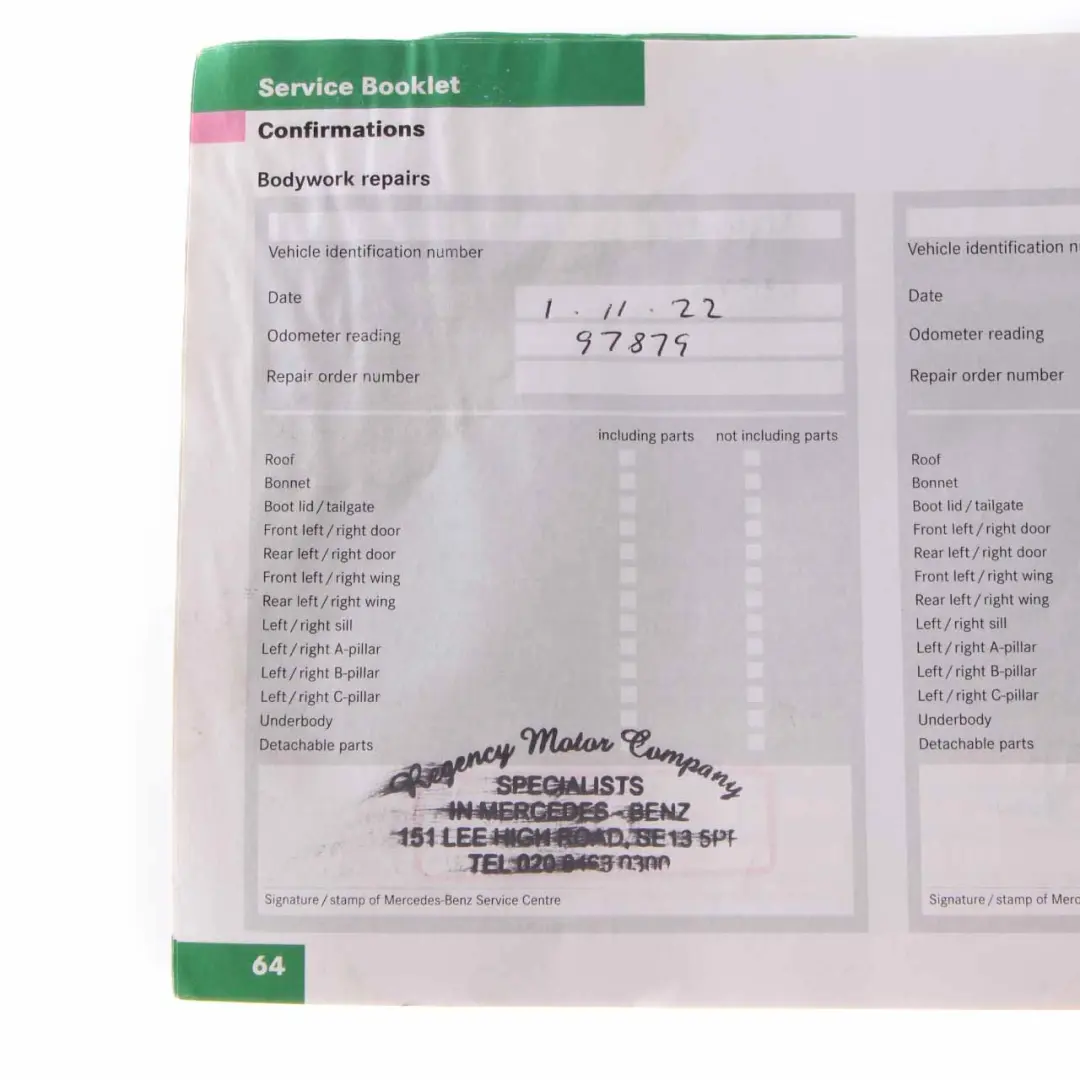 Service Booklet
Confirmations
Bodywork repairs
Vehicle identification number
Date 1 . 11 . 22
Odometer reading 97879
Repair order number
including parts not including parts
Roof
Bonnet
Boot lid / tailgate
Front left / right door
Rear left / right door
Front left / right wing
Rear left / right wing
Left / right sill
Left / right A-pillar
Left / right B-pillar
Left / right C-pillar
Underbody
Detachable parts
Regency Motor Company
SPECIALISTS
IN MERCEDES - BENZ
151 LEE HIGH ROAD, SE13
TEL 020
Signature / stamp of Mercedes-Benz Service Centre
64
Vehicle identification
Date
Odometer reading
Repair order number
Roof
Bonnet
Boot lid / tailgate
Front left / right door
Rear left / right door
Front left / right wing
Rear left / right wing
Left / right sill
Left / right A-pillar
Left / right B-pillar
Left / right C-pillar
Underbody
Detachable parts
Signature / stamp of